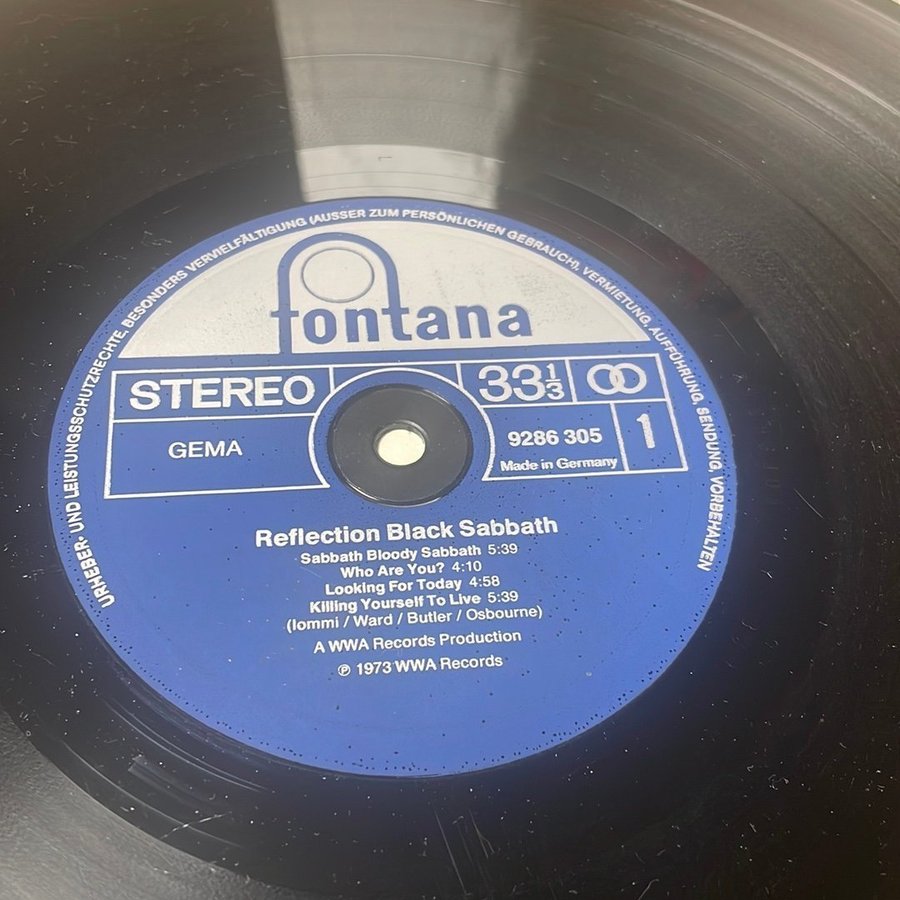 URHEBER- UND LEISTUNGSSCHUTZRECHTE, BESONDERS VERVIELFÄLTIGUNG (AUSSER ZUM PERSÖNLICHEN GEBRAUCH), VERMIETUNG, AUFFÜHRUNG, SENDUNG, VORBEHALTEN
fontana
STEREO
33 1/3
GEMA
9286 305
Made in Germany
1
Reflection Black Sabbath
Sabbath Bloody Sabbath 5:39
Who Are You? 4:10
Looking For Today 4:58
Killing Yourself To Live 5:39
(Iommi / Ward / Butler / Osbourne)
A WWA Records Production
℗ 1973 WWA Records